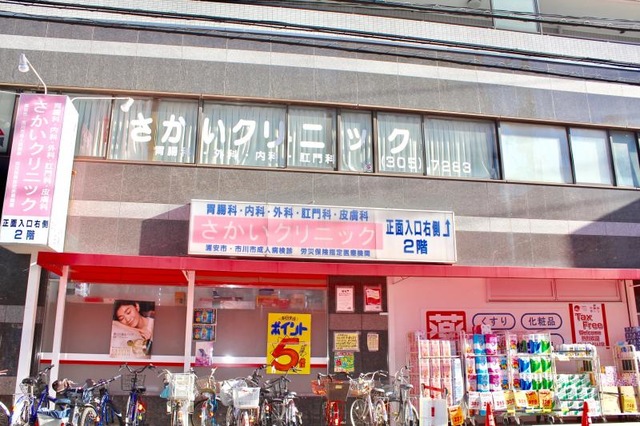 さかいクリニック
胃腸科・外科・内科・肛門科 (305)7263
胃腸科・内科・外科・肛門科・皮膚科
さかいクリニック
正面入口右側
2階
胃腸科・内科・外科・肛門科・皮膚科
さかいクリニック
浦安市・市川市成人病検診 労災保険指定医療機関
正面入口右側
2階
ポイント
5
薬
くすり
化粧品
Tax
Free
Welcome